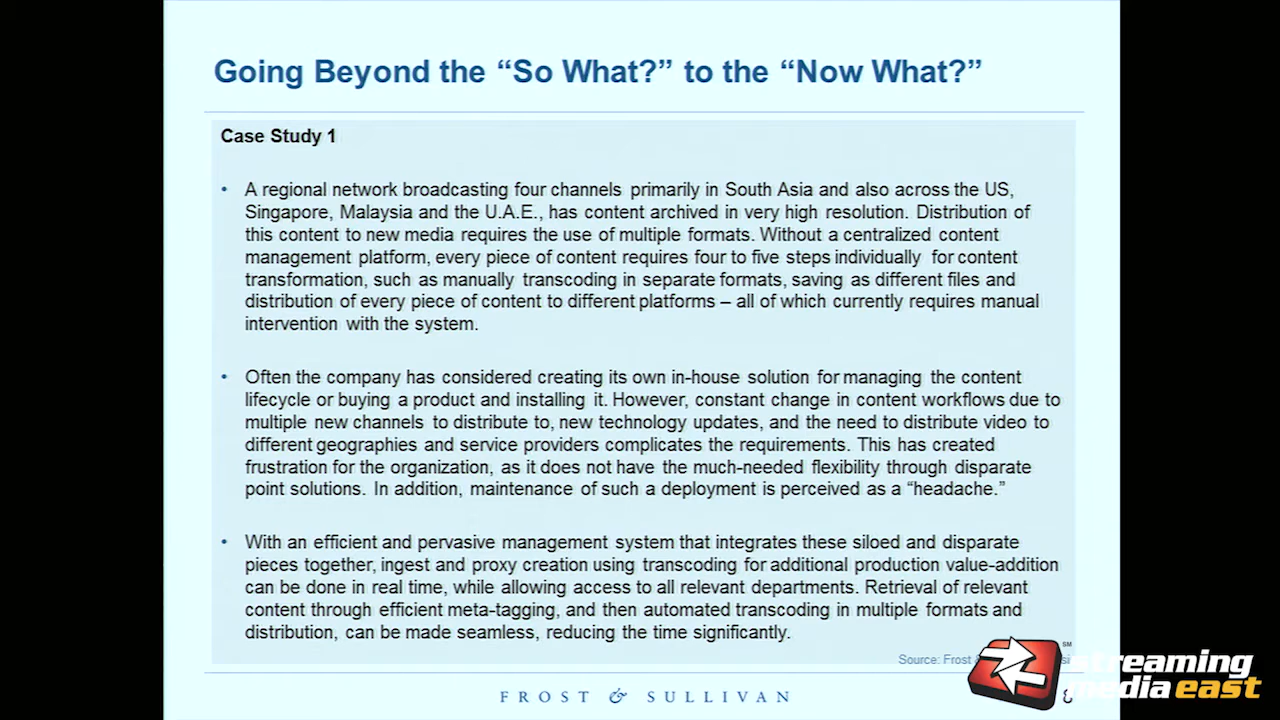 Going Beyond the “So What?” to the “Now What?”
Case Study 1
• A regional network broadcasting four channels primarily in South Asia and also across the US,
Singapore, Malaysia and the U.A.E., has content archived in very high resolution. Distribution of
this content to new media requires the use of multiple formats. Without a centralized content
management platform, every piece of content requires four to five steps individually for content
transformation, such as manually transcoding in separate formats, saving as different files and
distribution of every piece of content to different platforms – all of which currently requires manual
intervention with the system.
• Often the company has considered creating its own in-house solution for managing the content
lifecycle or buying a product and installing it. However, constant change in content workflows due to
multiple new channels to distribute to, new technology updates, and the need to distribute video to
different geographies and service providers complicates the requirements. This has created
frustration for the organization, as it does not have the much-needed flexibility through disparate
point solutions. In addition, maintenance of such a deployment is perceived as a “headache.”
• With an efficient and pervasive management system that integrates these siloed and disparate
pieces together, ingest and proxy creation using transcoding for additional production value-addition
can be done in real time, while allowing access to all relevant departments. Retrieval of relevant
content through efficient meta-tagging, and then automated transcoding in multiple formats and
distribution, can be made seamless, reducing the time significantly.
Source: Frost
FROST & SULLIVAN
SM
streaming
media east